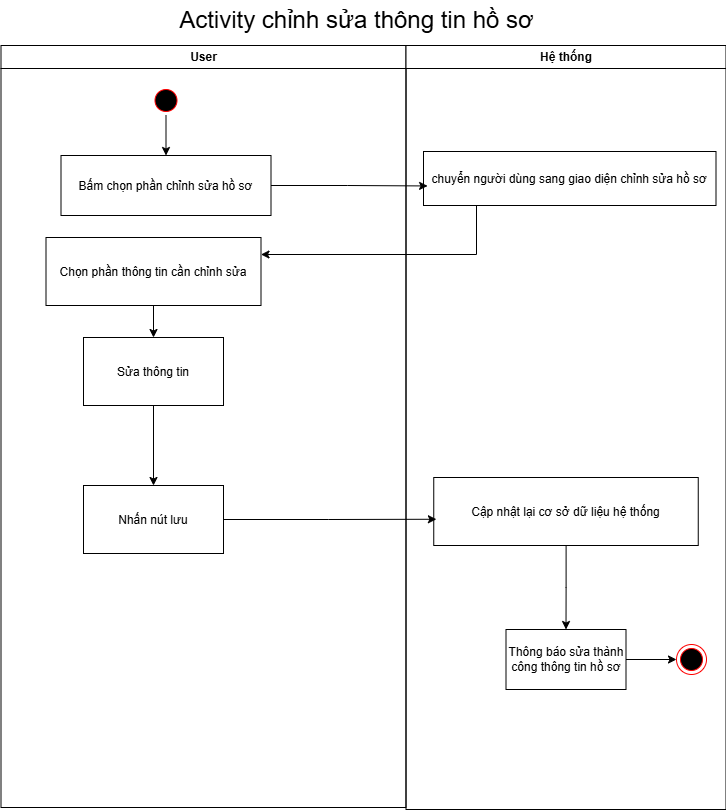 Activity chỉnh sửa thông tin hồ sơ
User
Hệ thống
Bấm chọn phần chỉnh sửa hồ sơ
chuyển người dùng sang giao diện chỉnh sửa hồ sơ
Chọn phần thông tin cần chỉnh sửa
Sửa thông tin
Nhấn nút lưu
Cập nhật lại cơ sở dữ liệu hệ thống
Thông báo sửa thành
công thông tin hồ sơ